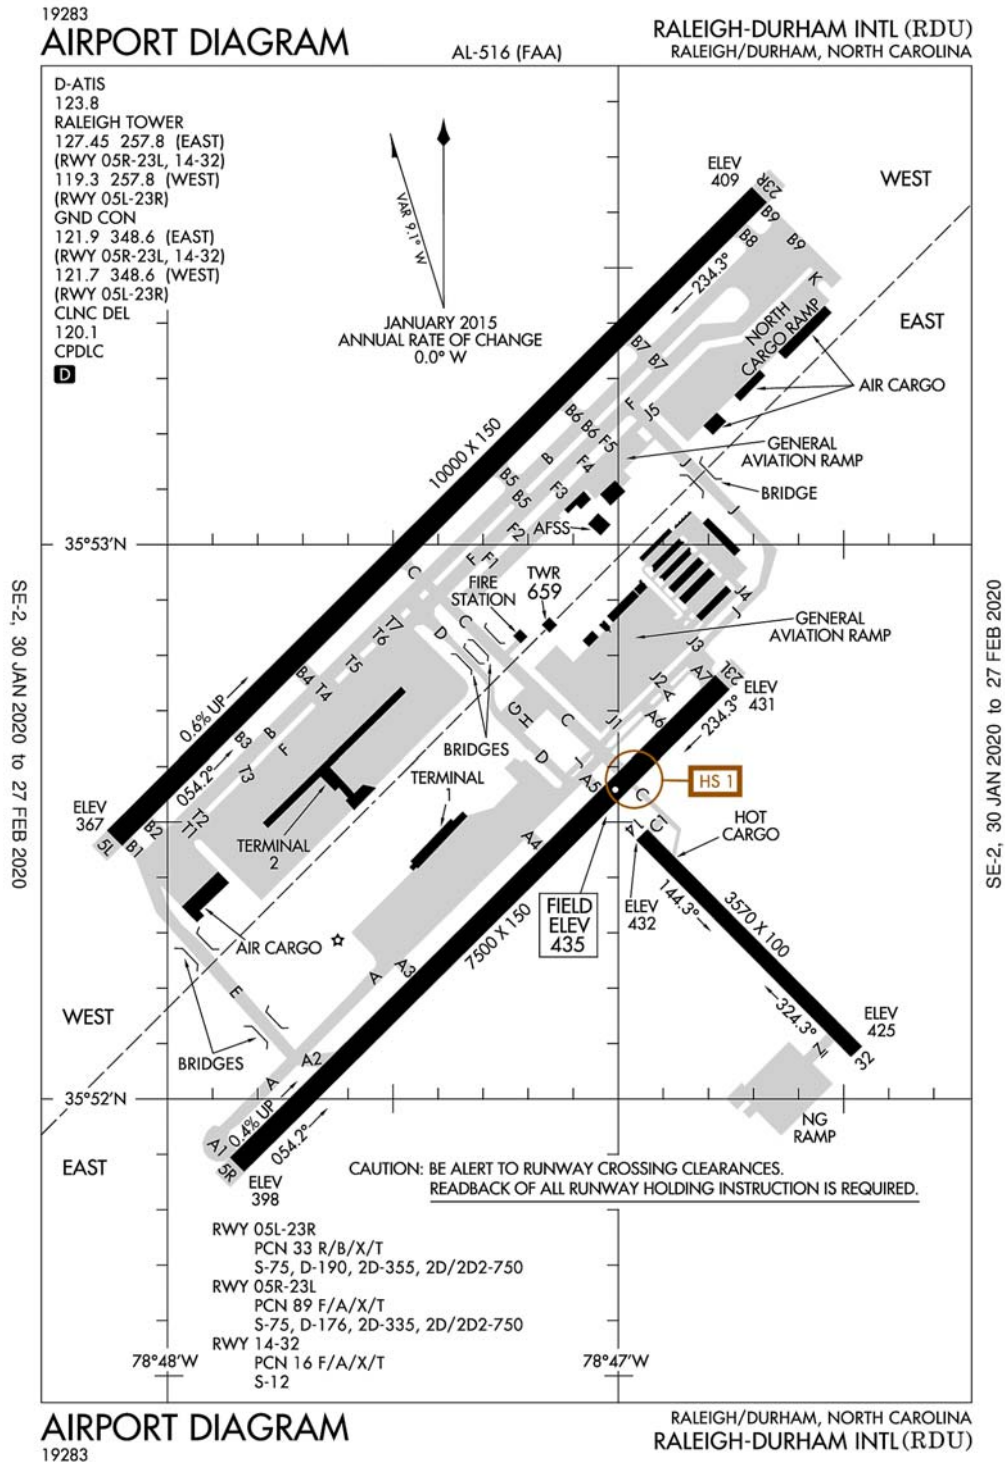 19283
AIRPORT DIAGRAM
AL-516 (FAA)
RALEIGH-DURHAM INTL (RDU)
RALEIGH/DURHAM, NORTH CAROLINA
D-ATIS
123.8
RALEIGH TOWER
127.45 257.8 (EAST)
(RWY 05R-23L, 14-32)
119.3 257.8 (WEST)
(RWY 05L-23R)
GND CON
121.9 348.6 (EAST)
(RWY 05R-23L, 14-32)
121.7 348.6 (WEST)
(RWY 05L-23R)
CLNC DEL
120.1
CPDLC
D
VAR 9.1° W
JANUARY 2015
ANNUAL RATE OF CHANGE
0.0° W
ELEV
409
23R
WEST
B9
B8
B9
K
234.3°
EAST
NORTH
CARGO RAMP
AIR CARGO
B7
B7
F
J5
B6
B6
F5
GENERAL
AVIATION RAMP
J
BRIDGE
J
10000 X 150
B
F4
B5
B5
F3
AFSS
F2
35°53'N
F
F1
C
FIRE
STATION
TWR
659
J4
J
GENERAL
AVIATION RAMP
T7
T6
D
C
J3
T5
A7
23L
ELEV
431
B4
T4
J2
A
A6
234.3°
0.6% UP
G
H
C
J1
B3
B
F
BRIDGES
D
J
054.2°
T3
TERMINAL
1
A5
HS 1
C
ELEV
367
5L
B2
B1
T2
T1
TERMINAL
2
A4
14
C1
HOT
CARGO
FIELD
ELEV
435
ELEV
432
144.3°
3570 X 100
7500 X 150
AIR CARGO
A
A3
E
324.3°
ELEV
425
WEST
BRIDGES
A2
Z
32
A
35°52'N
0.4% UP
054.2°
NG
RAMP
A1
5R
EAST
ELEV
398
CAUTION: BE ALERT TO RUNWAY CROSSING CLEARANCES.
READBACK OF ALL RUNWAY HOLDING INSTRUCTION IS REQUIRED.
RWY 05L-23R
PCN 33 R/B/X/T
S-75, D-190, 2D-355, 2D/2D2-750
RWY 05R-23L
PCN 89 F/A/X/T
S-75, D-176, 2D-335, 2D/2D2-750
RWY 14-32
PCN 16 F/A/X/T
S-12
78°48'W
78°47'W
SE-2, 30 JAN 2020 to 27 FEB 2020
SE-2, 30 JAN 2020 to 27 FEB 2020
AIRPORT DIAGRAM
19283
RALEIGH/DURHAM, NORTH CAROLINA
RALEIGH-DURHAM INTL (RDU)